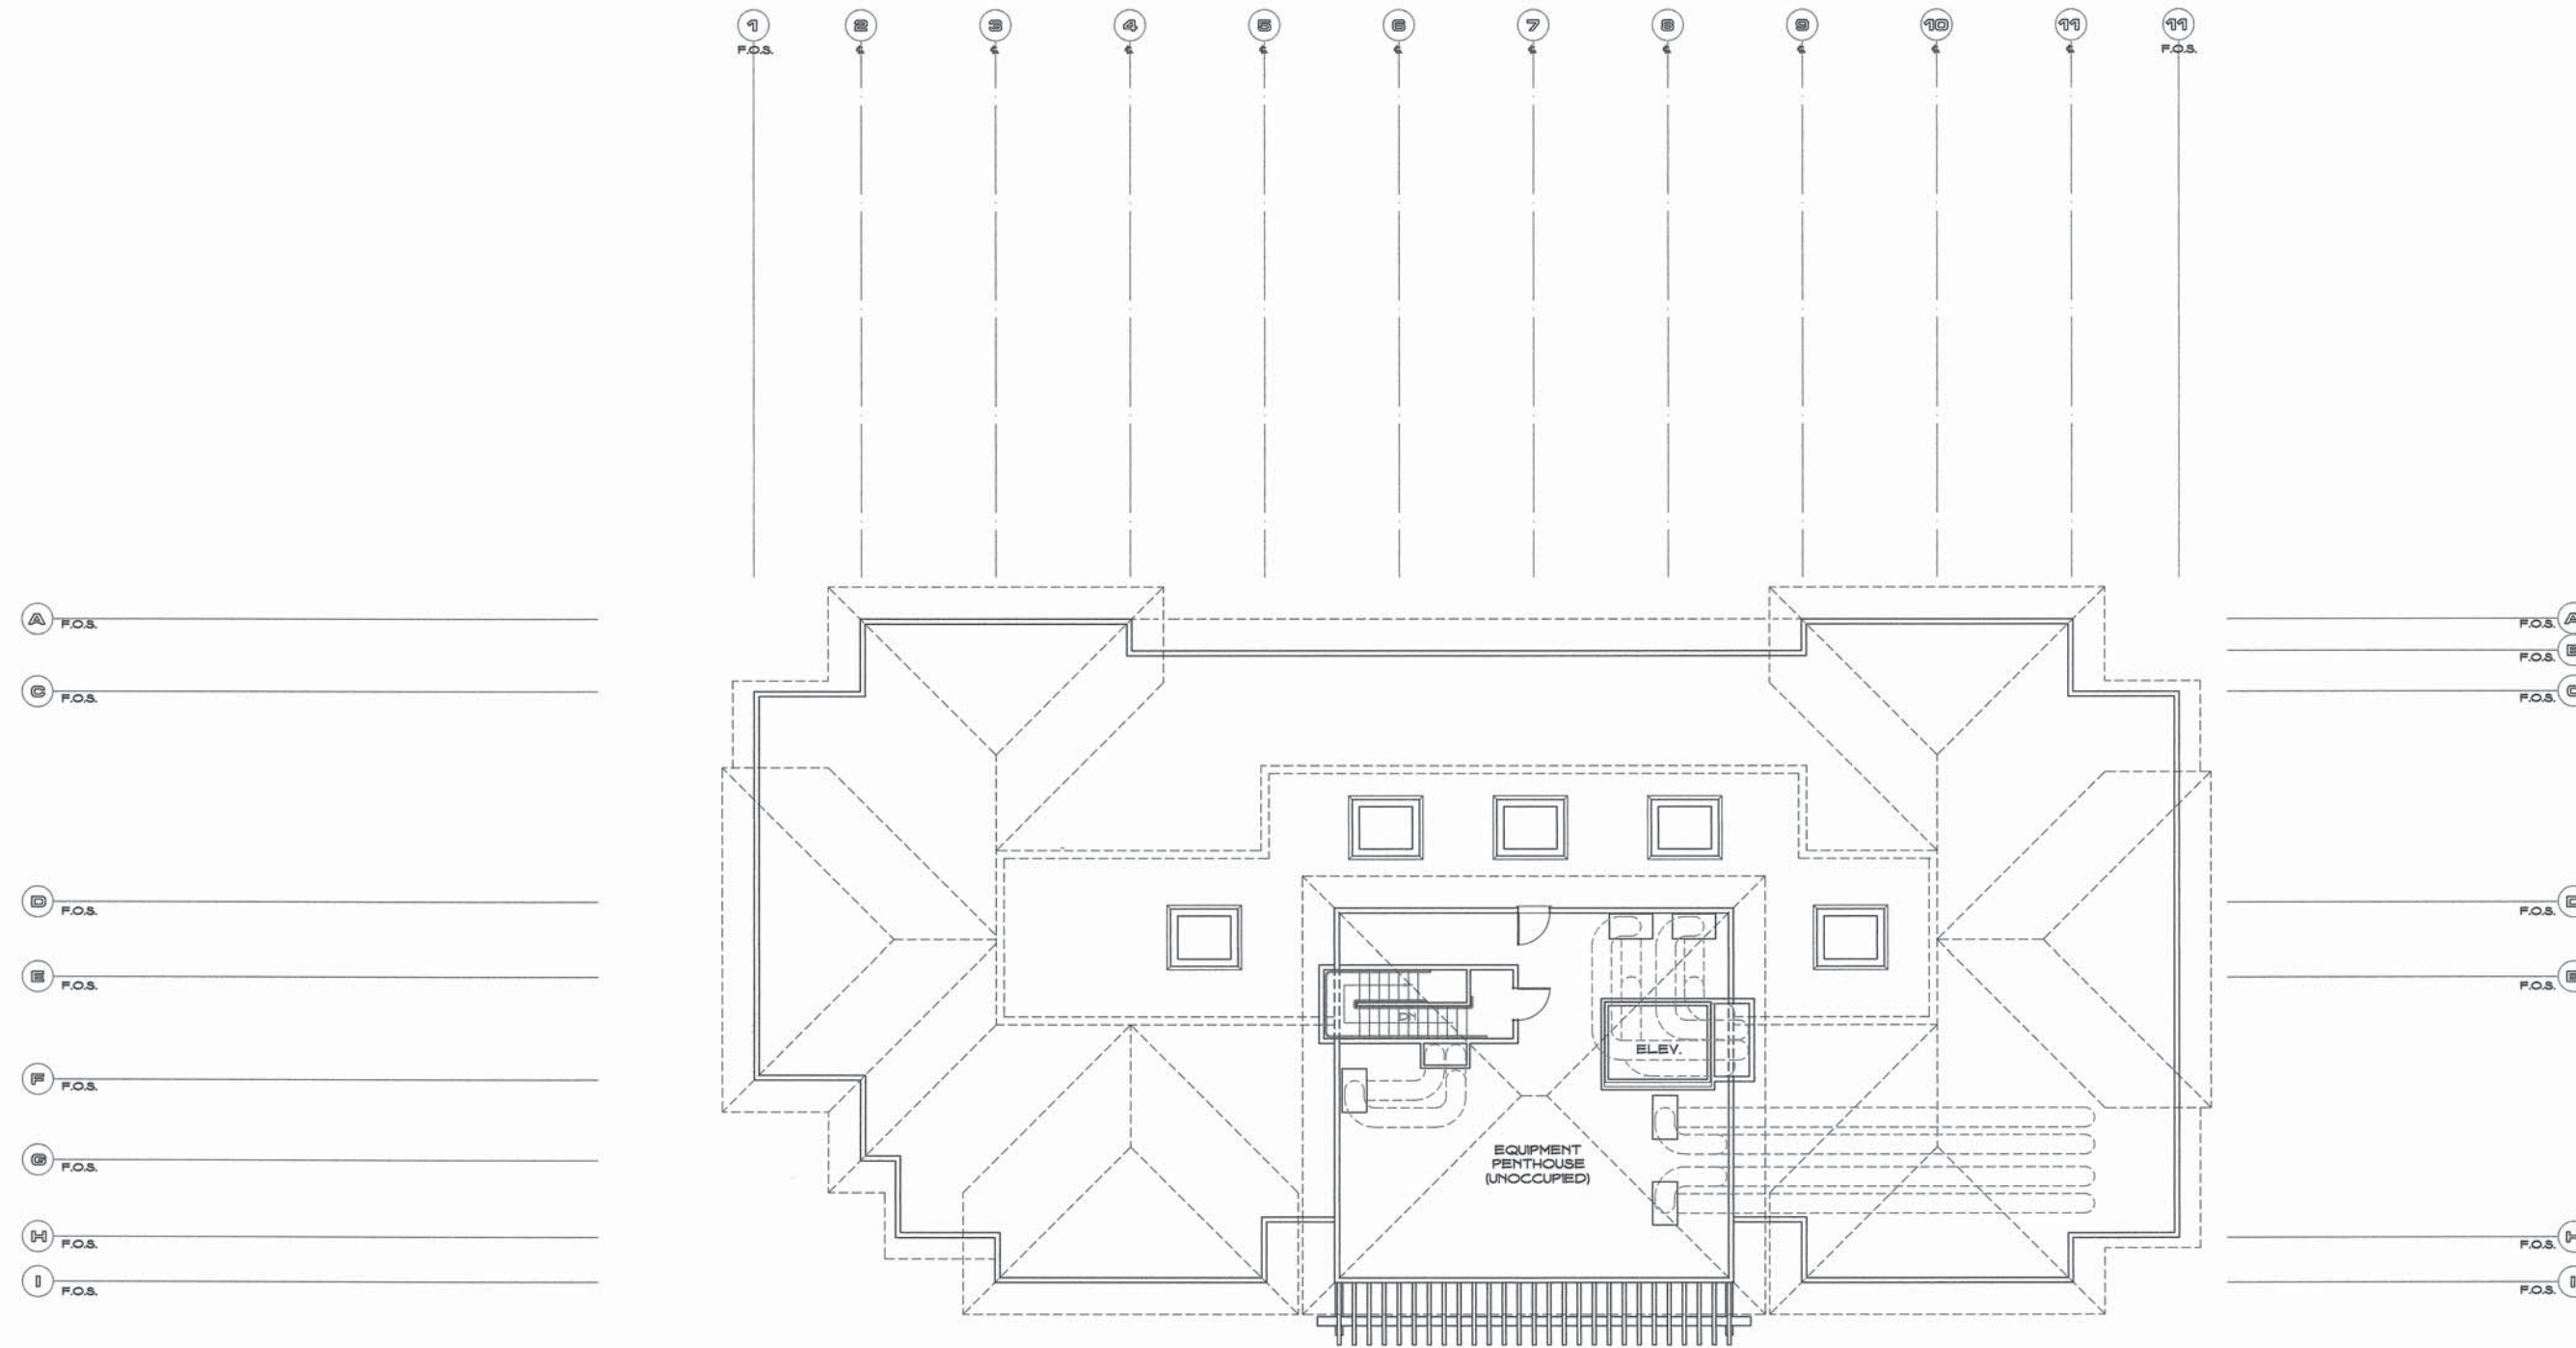 1 2 3 4 5 6 7 8 9 10 11 11
F.O.S. ℄ ℄ ℄ ℄ ℄ ℄ ℄ ℄ ℄ ℄ F.O.S.
A F.O.S.
F.O.S. A
F.O.S. B
C F.O.S.
F.O.S. C
D F.O.S.
F.O.S. D
E F.O.S.
F.O.S. E
DN
ELEV.
F F.O.S.
EQUIPMENT
PENTHOUSE
(UNOCCUPIED)
G F.O.S.
H F.O.S.
F.O.S. H
I F.O.S.
F.O.S. I